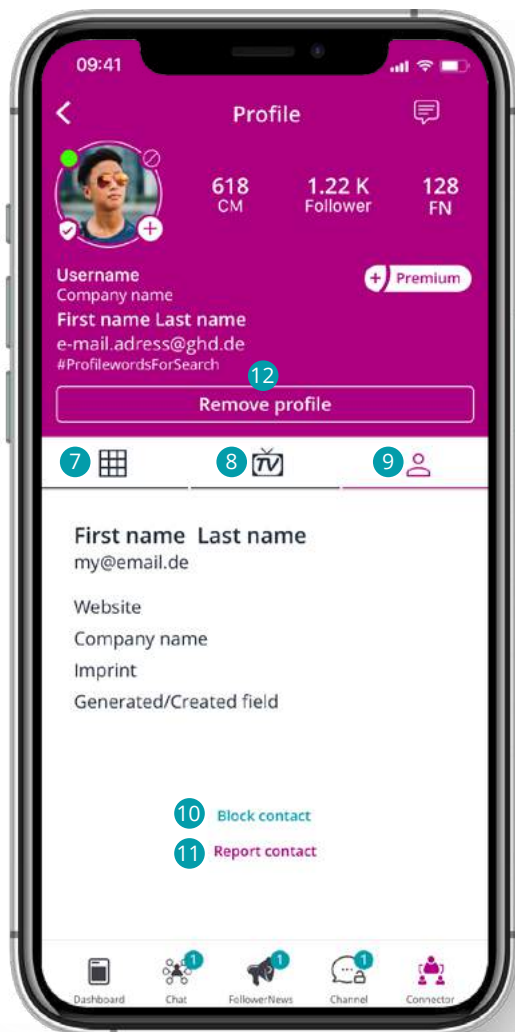 09:41
Profile
618 1.22 K 128
CM Follower FN
Username
+ Premium
Company name
First name Last name
e-mail.adress@ghd.de
#ProfilewordsForSearch
12
Remove profile
7 8 TV 9
First name Last name
my@email.de
Website
Company name
Imprint
Generated/Created field
10 Block contact
11 Report contact
1 1 1
a
Dashboard Chat FollowerNews Channel Connector